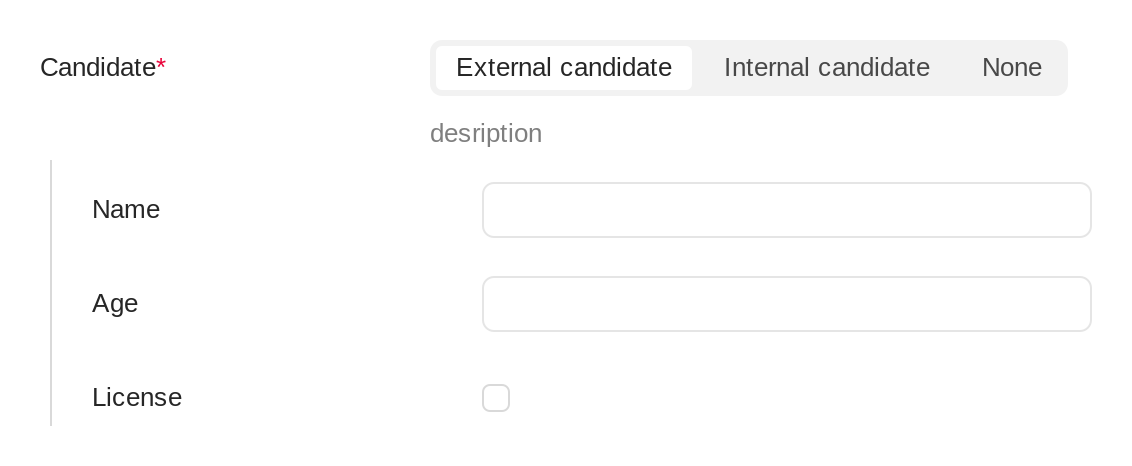 Candidate* External candidate Internal candidate None
desription
Name
Age
License